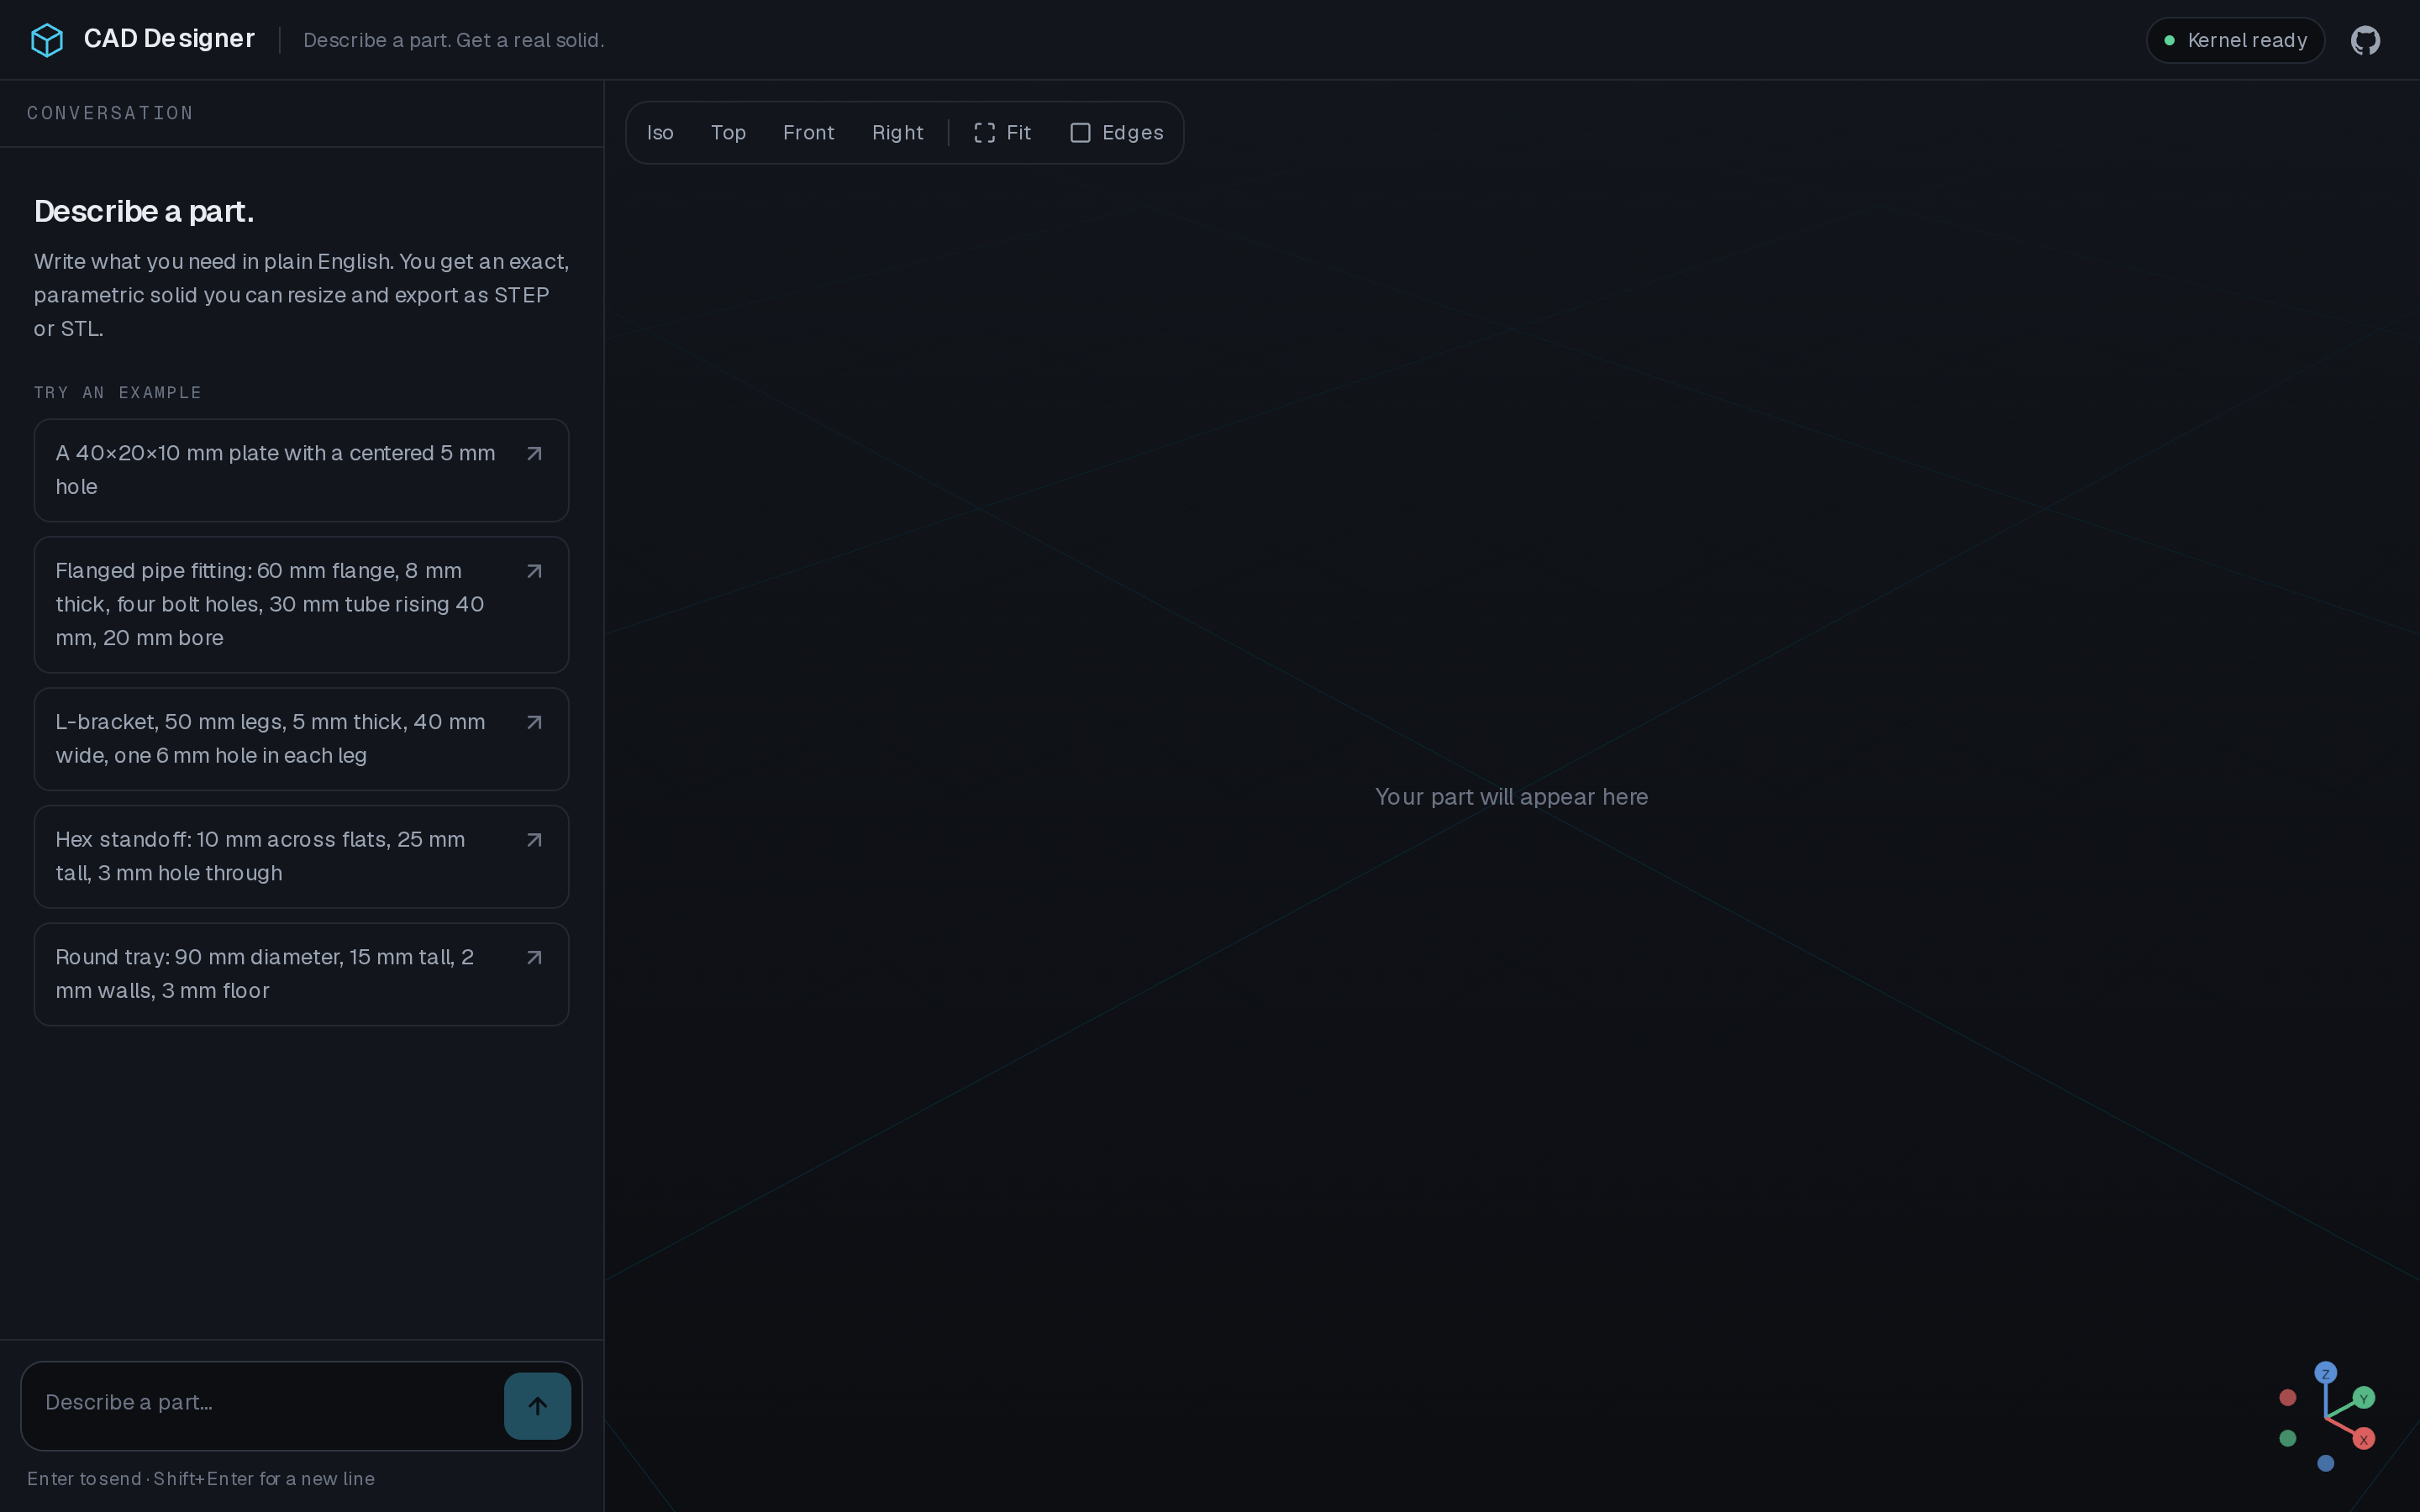 CAD Designer
Describe a part. Get a real solid.
Kernel ready
CONVERSATION
Iso
Top
Front
Right
Fit
Edges
Describe a part.
Write what you need in plain English. You get an exact,
parametric solid you can resize and export as STEP
or STL.
TRY AN EXAMPLE
A 40×20×10 mm plate with a centered 5 mm
hole
Flanged pipe fitting: 60 mm flange, 8 mm
thick, four bolt holes, 30 mm tube rising 40
mm, 20 mm bore
L-bracket, 50 mm legs, 5 mm thick, 40 mm
wide, one 6 mm hole in each leg
Hex standoff: 10 mm across flats, 25 mm
tall, 3 mm hole through
Round tray: 90 mm diameter, 15 mm tall, 2
mm walls, 3 mm floor
Your part will appear here
Describe a part...
Enter to send · Shift+Enter for a new line
Z
Y
X